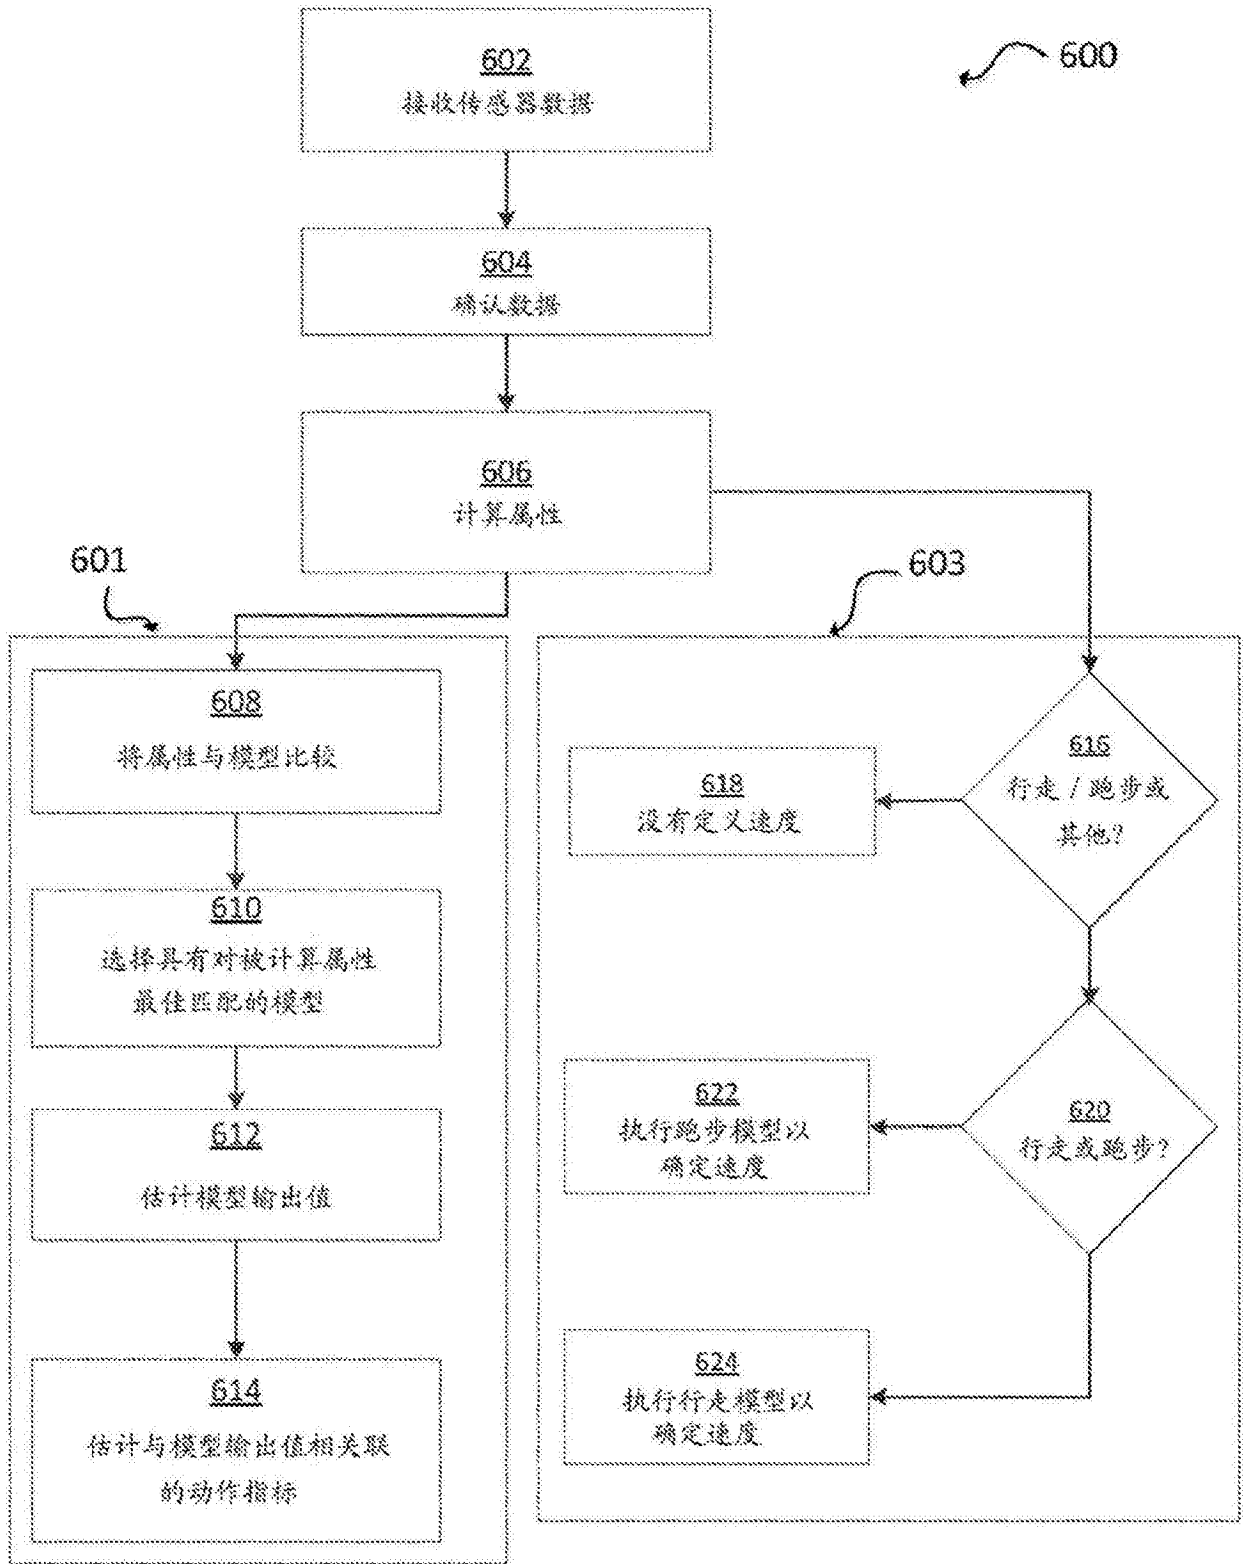 600
602
接收传感器数据
604
确认数据
606
计算属性
601
608
将属性与模型比较
610
选择具有对被计算属性
最佳匹配的模型
612
估计模型输出值
614
估计与模型输出值相关联
的动作指标
603
616
行走/跑步或
其他?
618
没有定义速度
620
行走或跑步?
622
执行跑步模型以
确定速度
624
执行行走模型以
确定速度